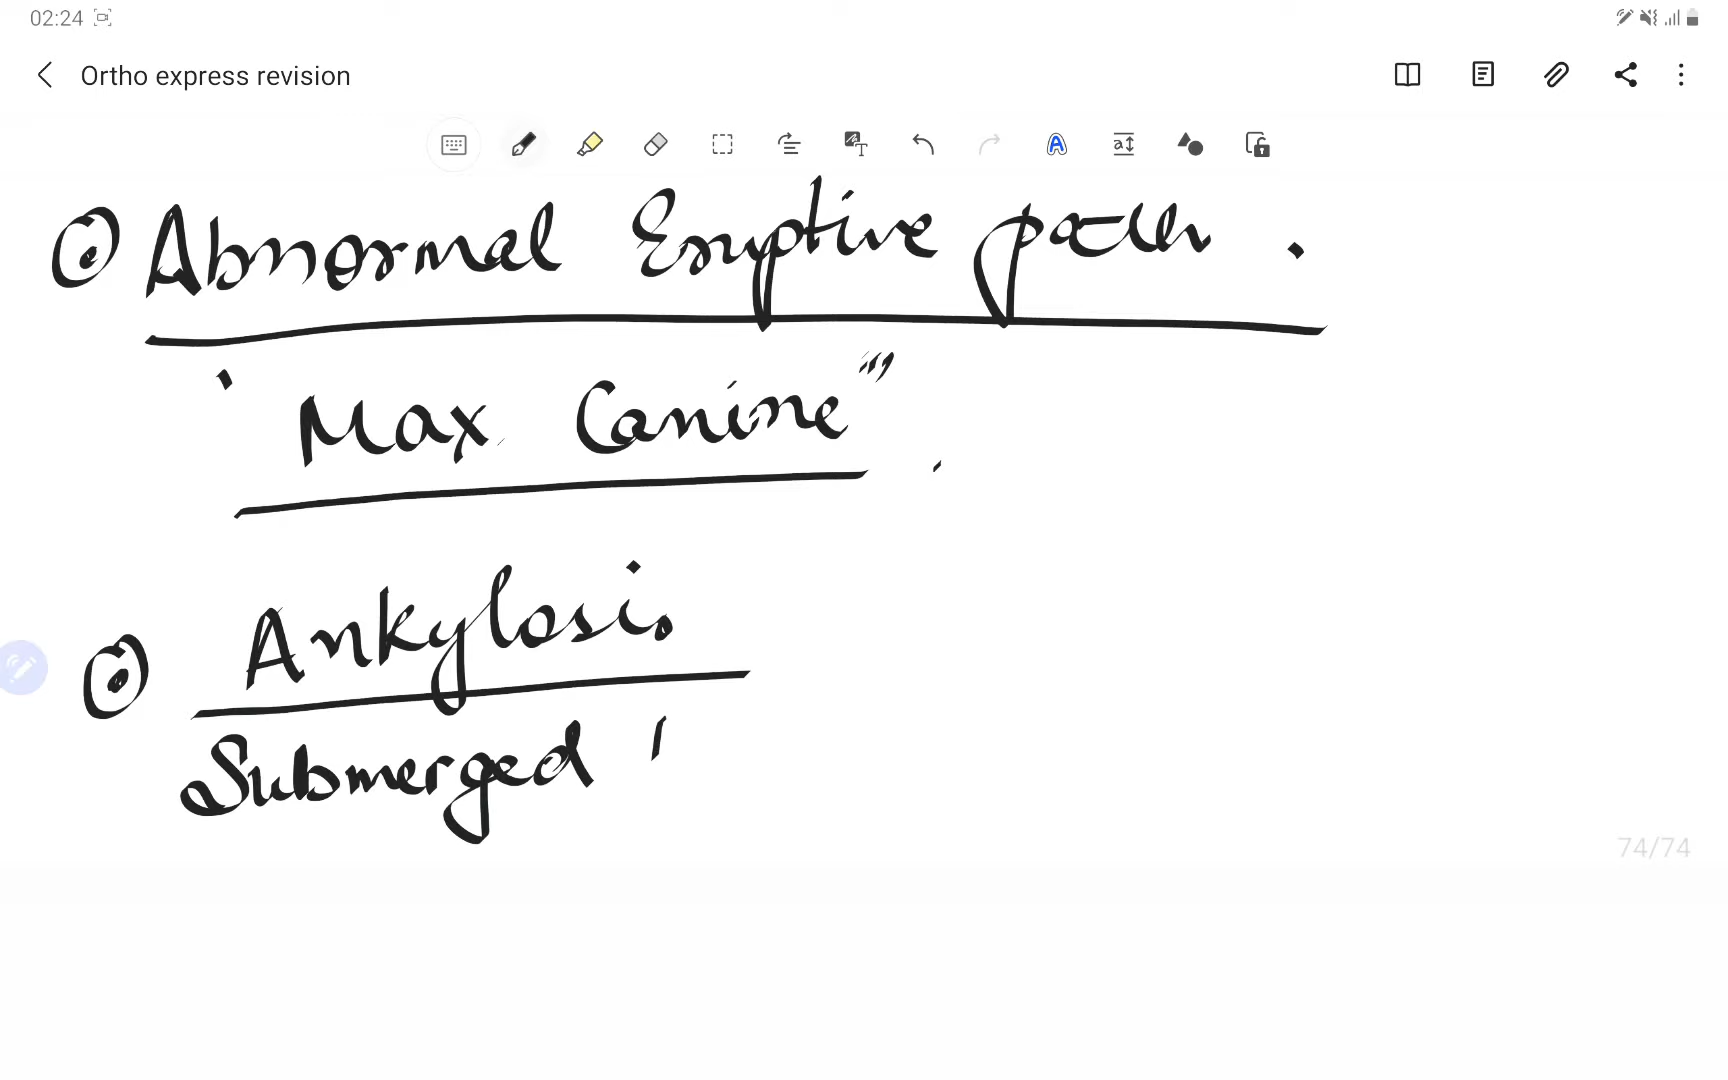 02:24
Ortho express revision
Abnormal Eruptive path .
"Max. Canine"
Ankylosis
Submerged
74/74